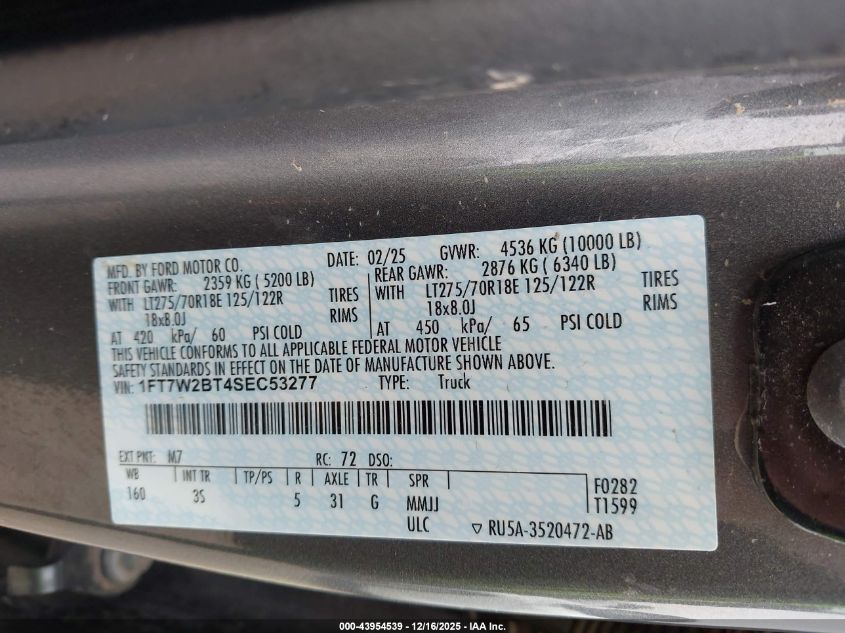 MFD. BY FORD MOTOR CO. DATE: 02/25 GVWR: 4536 KG (10000 LB)
FRONT GAWR: 2359 KG ( 5200 LB) REAR GAWR: 2876 KG ( 6340 LB)
WITH LT275/70R18E 125/122R TIRES WITH LT275/70R18E 125/122R TIRES
18x8.0J RIMS 18x8.0J RIMS
AT 420 kPa/ 60 PSI COLD AT 450 kPa/ 65 PSI COLD
THIS VEHICLE CONFORMS TO ALL APPLICABLE FEDERAL MOTOR VEHICLE
SAFETY STANDARDS IN EFFECT ON THE DATE OF MANUFACTURE SHOWN ABOVE.
VIN: 1FT7W2BT4SEC53277 TYPE: Truck
EXT PNT: M7 RC: 72 DSO:
WB INT TR TP/PS R AXLE TR SPR F0282
160 3S 5 31 G MMJJ T1599
ULC RU5A-3520472-AB
000-43954539 - 12/16/2025 - IAA Inc.